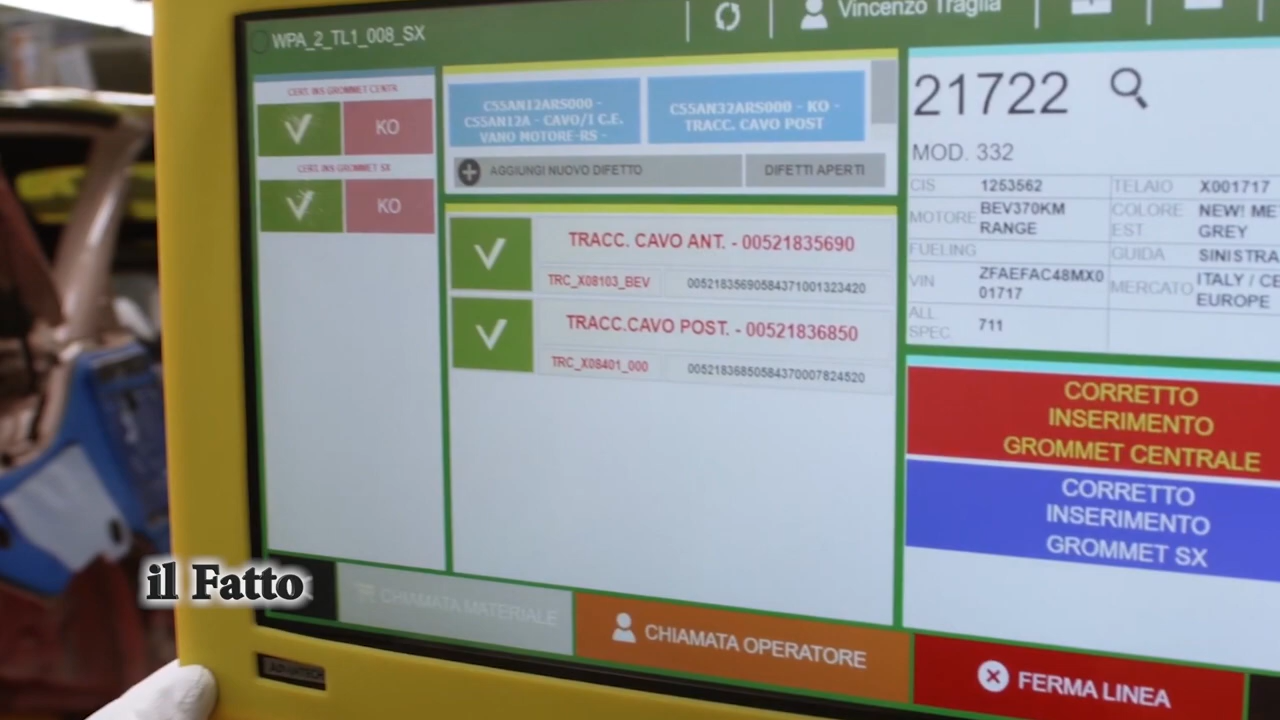 WPA_2_TL1_008_SX
Vincenzo Traglia
CERT. INS GROMMET CENTR
KO
CERT. INS GROMMET SX
KO
C55AN12ARS000 -
C55AN12A - CAVO/I C.E.
VANO MOTORE-RS -
C55AN32ARS000 - KO -
TRACC. CAVO POST
AGGIUNGI NUOVO DIFETTO
DIFETTI APERTI
TRACC. CAVO ANT. - 00521835690
TRC_X08103_BEV
00521835690584371001323420
TRACC.CAVO POST. - 00521836850
TRC_X08401_000
00521836850584370007824520
21722
MOD. 332
CIS 1253562
TELAIO X001717
MOTORE BEV370KM
RANGE
COLORE NEW! ME
EST GREY
FUELING
GUIDA SINISTRA
VIN ZFAEFAC48MX0
01717
MERCATO ITALY / CE
EUROPE
ALL
SPEC. 711
CORRETTO
INSERIMENTO
GROMMET CENTRALE
CORRETTO
INSERIMENTO
GROMMET SX
CHIAMATA MATERIALE
CHIAMATA OPERATORE
FERMA LINEA
il Fatto
ADVANTECH